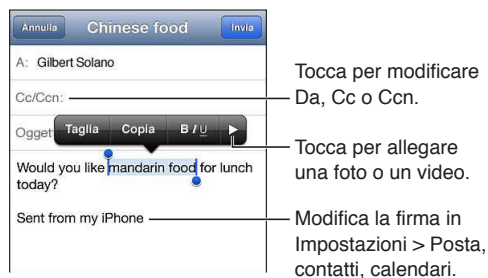 Annulla Chinese food Invia
A: Gilbert Solano
Cc/Ccn:
Ogget
Taglia Copia B I U
Would you like mandarin food for lunch
today?
Sent from my iPhone
Tocca per modificare
Da, Cc o Ccn.
Tocca per allegare
una foto o un video.
Modifica la firma in
Impostazioni > Posta,
contatti, calendari.